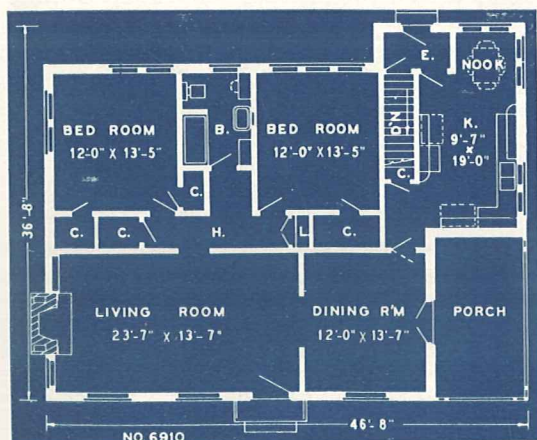 E.
NOOK
BED ROOM
12'-0" X 13'-5"
B.
BED ROOM
12'-0" X 13'-5"
D'N.
K.
9'-7"
X
19'-0"
C.
C.
C.
C.
H.
L.
C.
36'-8"
LIVING ROOM
23'-7" X 13'-7"
DINING R'M
12'-0" X 13'-7"
PORCH
46'-8"
NO. 6910